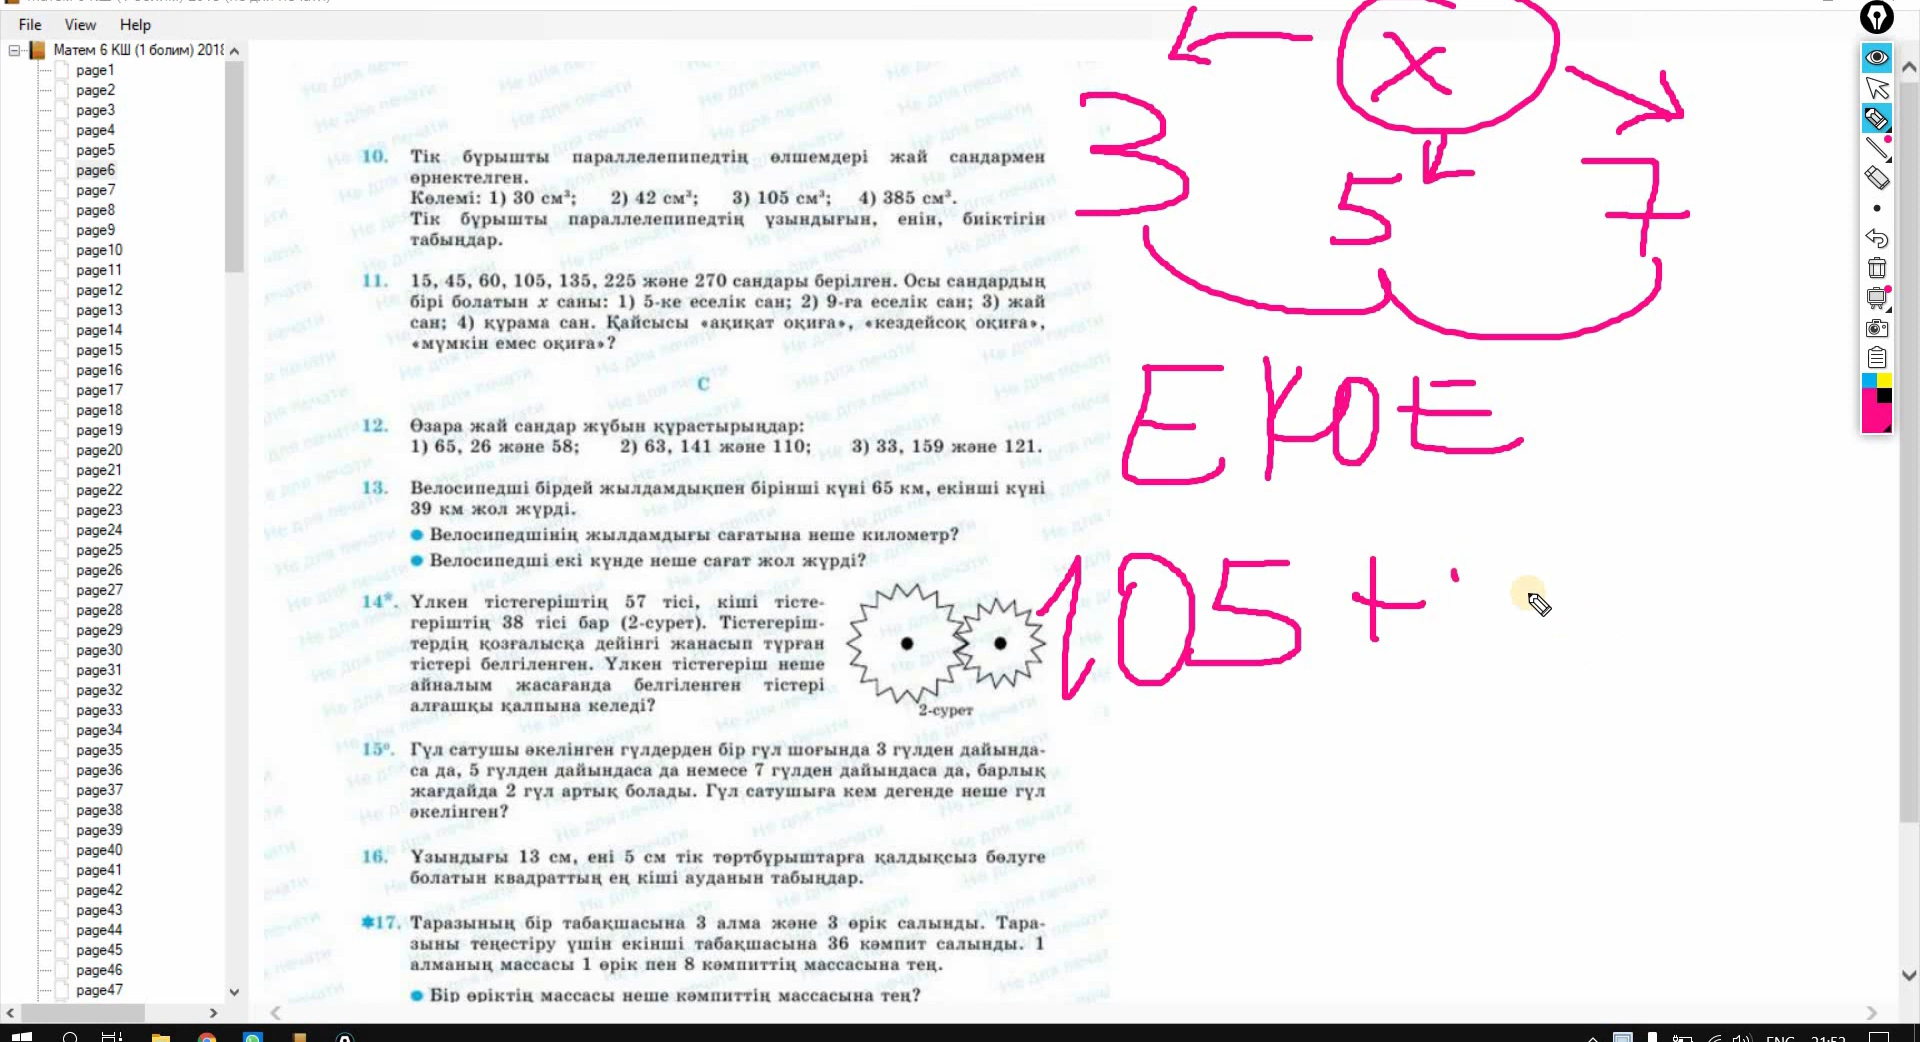 File View Help
Матем 6 КШ (1 болим) 2018
page1
page2
page3
page4
page5
page6
page7
page8
page9
page10
page11
page12
page13
page14
page15
page16
page17
page18
page19
page20
page21
page22
page23
page24
page25
page26
page27
page28
page29
page30
page31
page32
page33
page34
page35
page36
page37
page38
page39
page40
page41
page42
page43
page44
page45
page46
page47
10. Тік бұрышты параллелепипедтің өлшемдері жай сандармен
өрнектелген.
Көлемі: 1) 30 см³; 2) 42 см³; 3) 105 см³; 4) 385 см³.
Тік бұрышты параллелепипедтің ұзындығын, енін, биіктігін
табыңдар.
11. 15, 45, 60, 105, 135, 225 және 270 сандары берілген. Осы сандардың
бірі болатын x саны: 1) 5-ке еселік сан; 2) 9-ға еселік сан; 3) жай
сан; 4) құрама сан. Қайсысы «ақиқат оқиға», «кездейсоқ оқиға»,
«мүмкін емес оқиға»?
С
12. Өзара жай сандар жұбын құрастырыңдар:
1) 65, 26 және 58; 2) 63, 141 және 110; 3) 33, 159 және 121.
13. Велосипедші бірдей жылдамдықпен бірінші күні 65 км, екінші күні
39 км жол жүрді.
● Велосипедшінің жылдамдығы сағатына неше километр?
● Велосипедші екі күнде неше сағат жол жүрді?
14*. Үлкен тістегеріштің 57 тісі, кіші тісте-
геріштің 38 тісі бар (2-сурет). Тістегеріш-
тердің қозғалысқа дейінгі жанасып тұрған
тістері белгіленген. Үлкен тістегеріш неше
айналым жасағанда белгіленген тістері
алғашқы қалпына келеді?
2-сурет
15°. Гүл сатушы әкелінген гүлдерден бір гүл шоғында 3 гүлден дайында-
са да, 5 гүлден дайындаса да немесе 7 гүлден дайындаса да, барлық
жағдайда 2 гүл артық болады. Гүл сатушыға кем дегенде неше гүл
әкелінген?
16. Ұзындығы 13 см, ені 5 см тік төртбұрыштарға қалдықсыз бөлуге
болатын квадраттың ең кіші ауданын табыңдар.
*17. Таразының бір табақшасына 3 алма және 3 өрік салынды. Тара-
зыны теңестіру үшін екінші табақшасына 36 кәмпит салынды. 1
алманың массасы 1 өрік пен 8 кәмпиттің массасына тең.
● Бір өріктің массасы неше кәмпиттің массасына тең?
x
3 5 7
ЕКОЕ
105 +
ENG 21:52